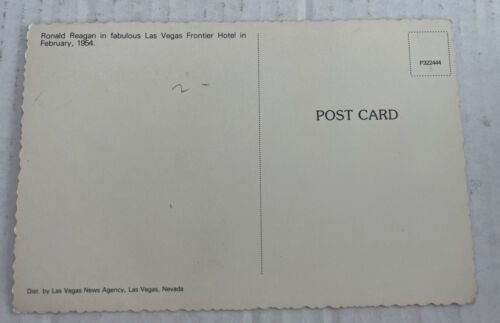 Ronald Reagan in fabulous Las Vegas Frontier Hotel in
February, 1954.
P322444
2 -
POST CARD
Dist. by Las Vegas News Agency, Las Vegas, Nevada